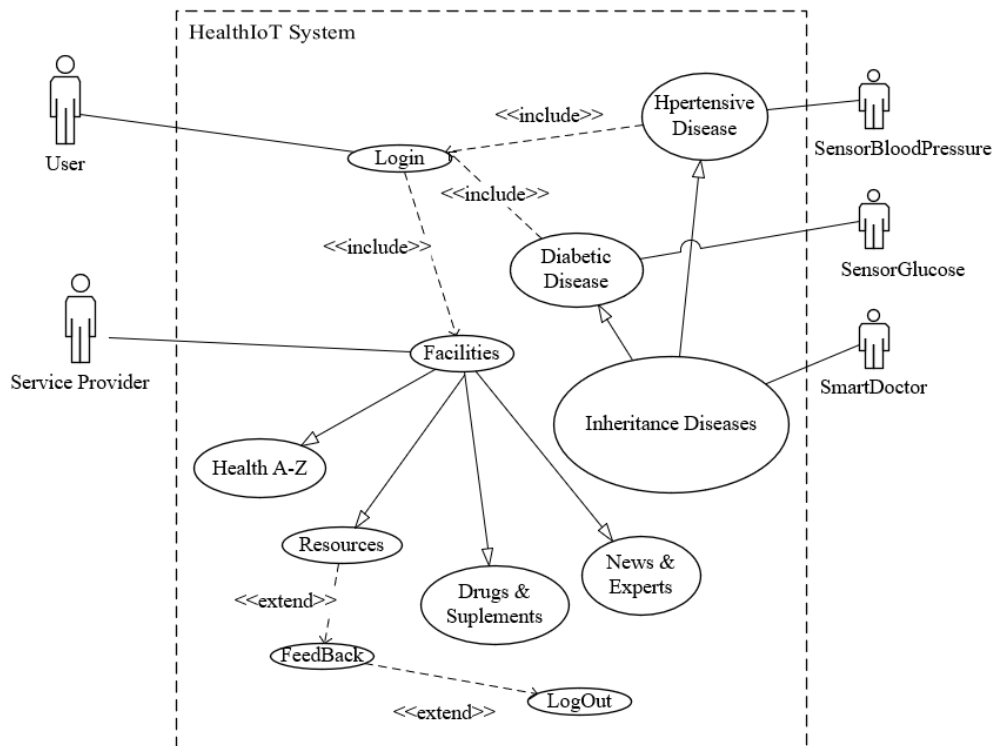 HealthIoT System
User
<<include>>
Hpertensive
Disease
SensorBloodPressure
Login
<<include>>
<<include>>
Diabetic
Disease
SensorGlucose
Service Provider
Facilities
SmartDoctor
Inheritance Diseases
Health A-Z
Resources
News &
Experts
Drugs &
Suplements
<<extend>>
FeedBack
<<extend>>
LogOut